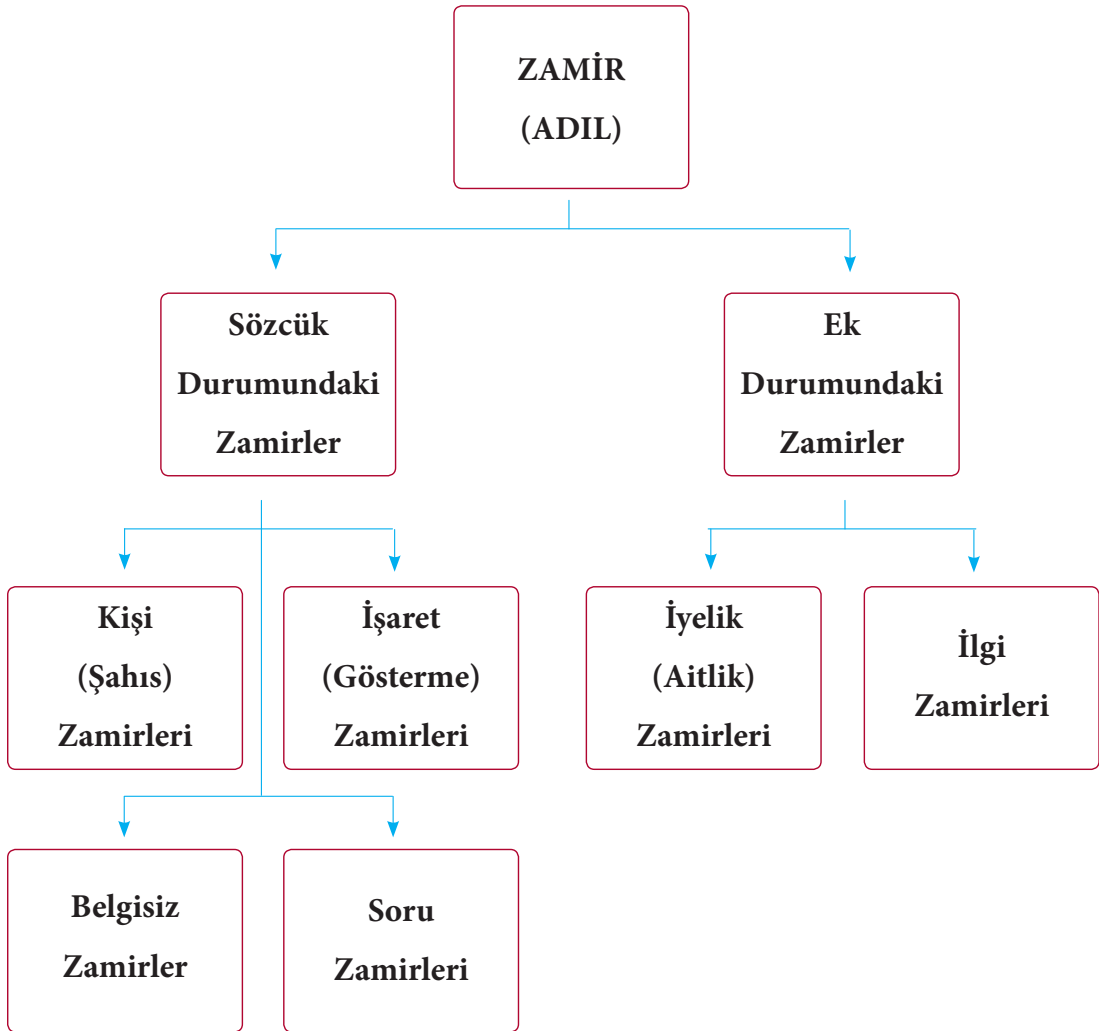 ZAMİR
(ADIL)
Sözcük
Durumundaki
Zamirler
Ek
Durumundaki
Zamirler
Kişi
(Şahıs)
Zamirleri
İşaret
(Gösterme)
Zamirleri
İyelik
(Aitlik)
Zamirleri
İlgi
Zamirleri
Belgisiz
Zamirler
Soru
Zamirleri